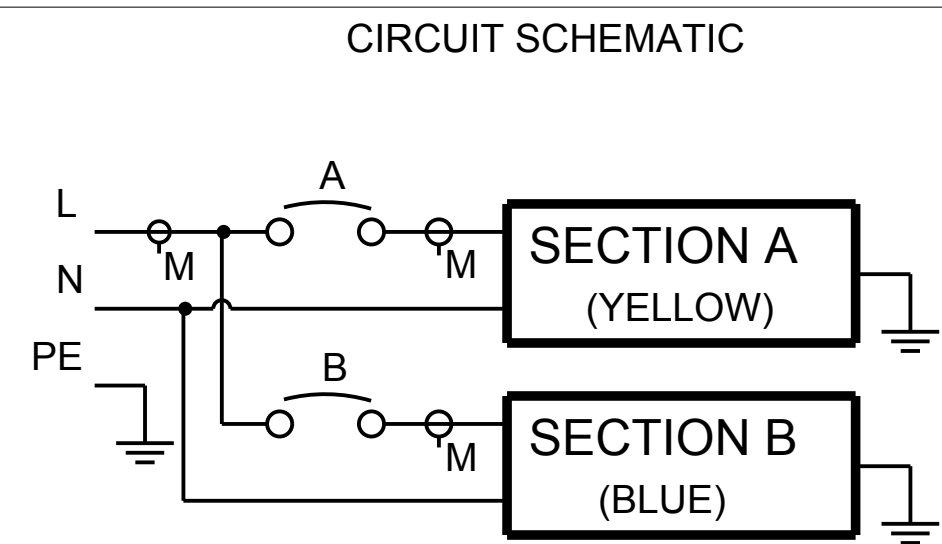 CIRCUIT SCHEMATIC
A
L
M
M
SECTION A
(YELLOW)
N
PE
B
M
SECTION B
(BLUE)